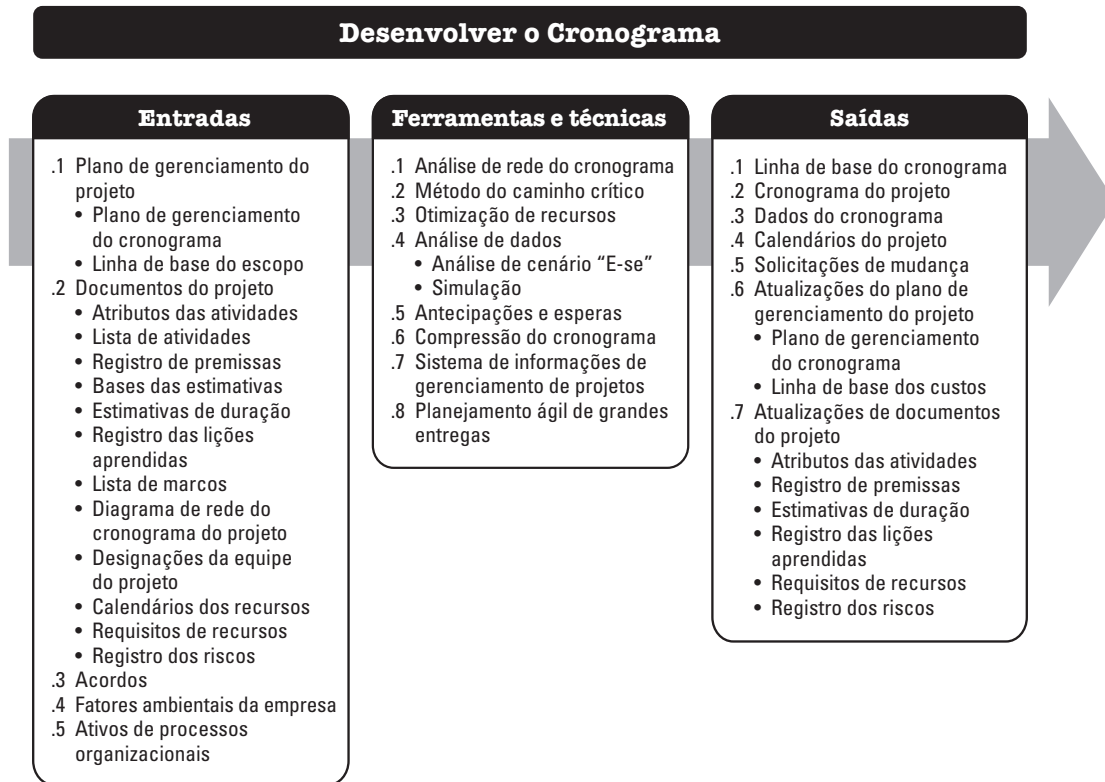 Desenvolver o Cronograma
Entradas
.1 Plano de gerenciamento do
projeto
• Plano de gerenciamento
do cronograma
• Linha de base do escopo
.2 Documentos do projeto
• Atributos das atividades
• Lista de atividades
• Registro de premissas
• Bases das estimativas
• Estimativas de duração
• Registro das lições
aprendidas
• Lista de marcos
• Diagrama de rede do
cronograma do projeto
• Designações da equipe
do projeto
• Calendários dos recursos
• Requisitos de recursos
• Registro dos riscos
.3 Acordos
.4 Fatores ambientais da empresa
.5 Ativos de processos
organizacionais
Ferramentas e técnicas
.1 Análise de rede do cronograma
.2 Método do caminho crítico
.3 Otimização de recursos
.4 Análise de dados
• Análise de cenário “E-se”
• Simulação
.5 Antecipações e esperas
.6 Compressão do cronograma
.7 Sistema de informações de
gerenciamento de projetos
.8 Planejamento ágil de grandes
entregas
Saídas
.1 Linha de base do cronograma
.2 Cronograma do projeto
.3 Dados do cronograma
.4 Calendários do projeto
.5 Solicitações de mudança
.6 Atualizações do plano de
gerenciamento do projeto
• Plano de gerenciamento
do cronograma
• Linha de base dos custos
.7 Atualizações de documentos
do projeto
• Atributos das atividades
• Registro de premissas
• Estimativas de duração
• Registro das lições
aprendidas
• Requisitos de recursos
• Registro dos riscos